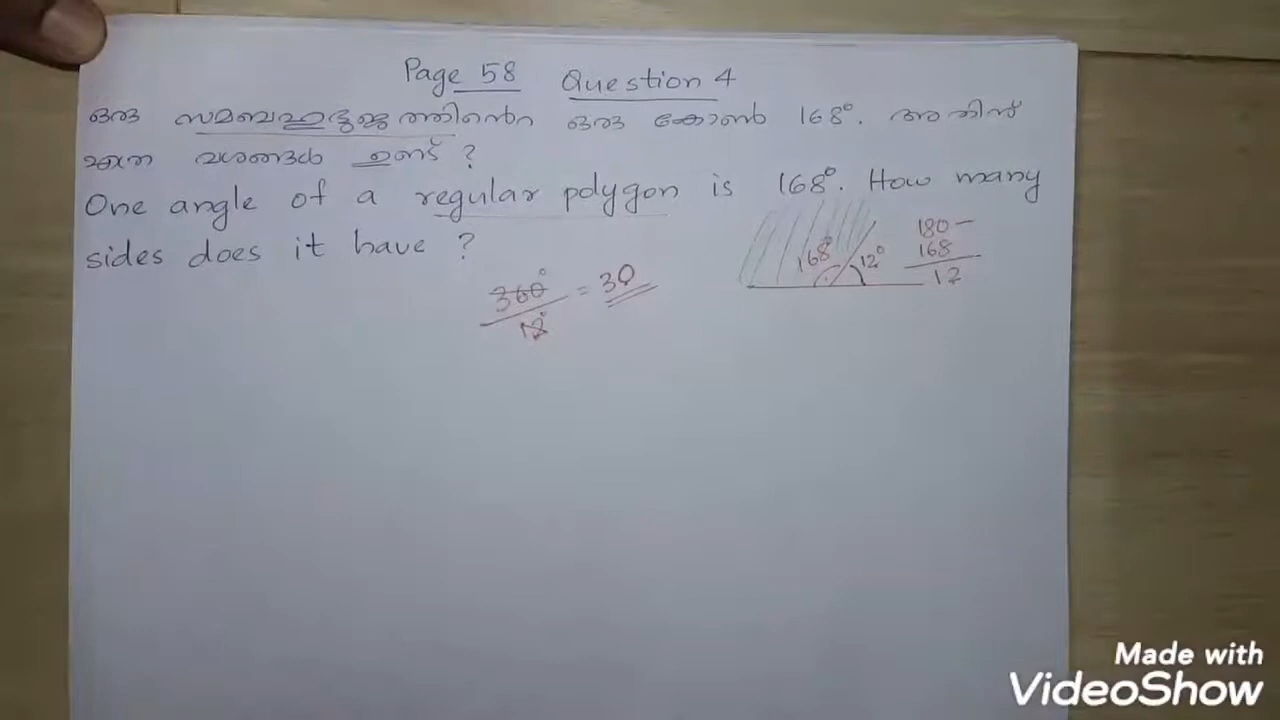 Page 58 Question 4
ഒരു സമബഹുഭുജത്തിൻെറ ഒരു കോൺ 168°. അതിന്
എത്ര വശങ്ങൾ ഉണ്ട് ?
One angle of a regular polygon is 168°. How many
sides does it have ?
180 -
168
12
168° 12°
360°
12°
= 30
Made with
VideoShow